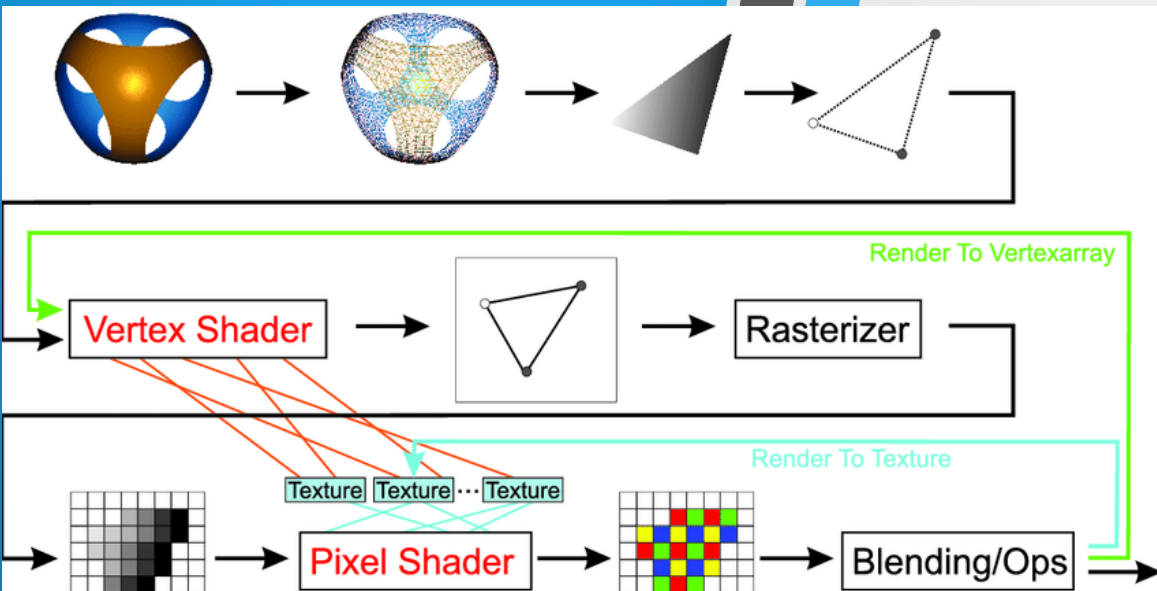 Render To Vertexarray
Vertex Shader
Rasterizer
Render To Texture
Texture Texture ... Texture
Pixel Shader
Blending/Ops